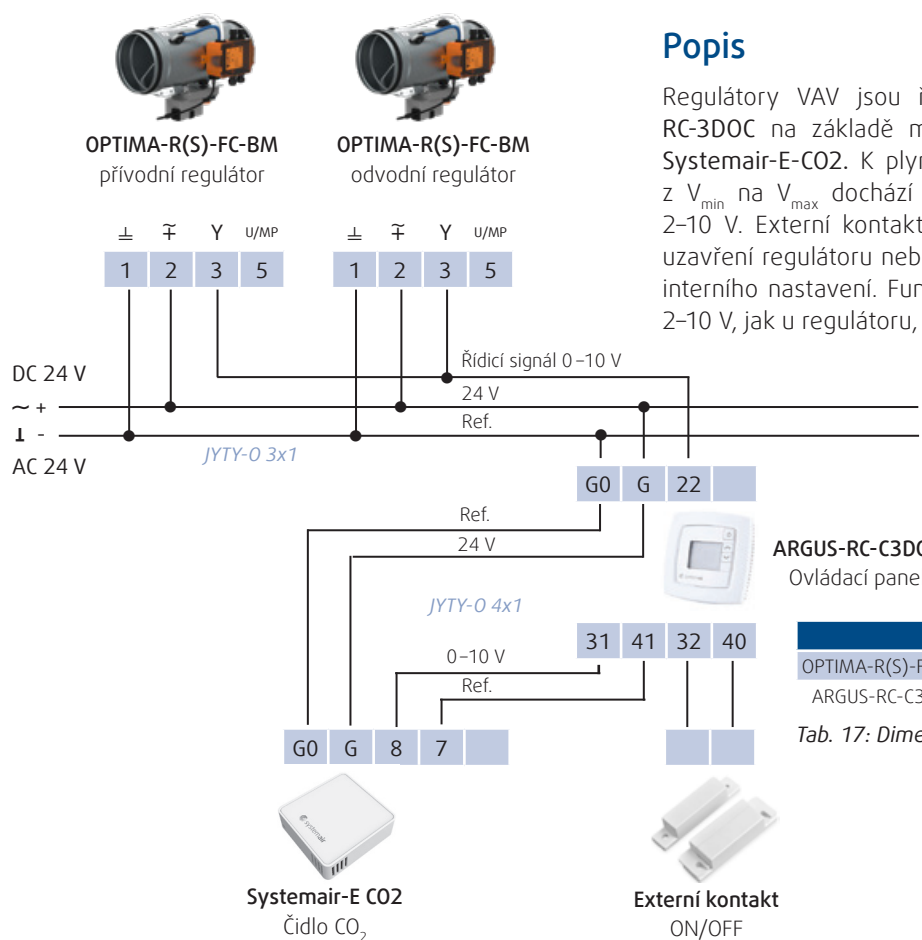 OPTIMA-R(S)-FC-BM
přívodní regulátor
OPTIMA-R(S)-FC-BM
odvodní regulátor
Popis
Regulátory VAV jsou
RC-3DOC na základě
Systemair-E-CO2. K
z Vmin na Vmax dochází
2–10 V. Externí kontakt
uzavření regulátoru
interního nastavení.
2–10 V, jak u regulátoru,
⊥ ≂ Y U/MP
1 2 3 5
⊥ ≂ Y U/MP
1 2 3 5
DC 24 V
Řídicí signál 0–10 V
~ +
24 V
⊥ -
Ref.
AC 24 V
JYTY-O 3x1
G0 G 22
Ref.
24 V
systemair
ARGUS-RC-C3DO
Ovládací pane
JYTY-O 4x1
31 41 32 40
0–10 V
Ref.
OPTIMA-R(S)-F
ARGUS-RC-C3
Tab. 17: Dime
G0 G 8 7
systemair
Systemair-E CO2
Čidlo CO2
Externí kontakt
ON/OFF